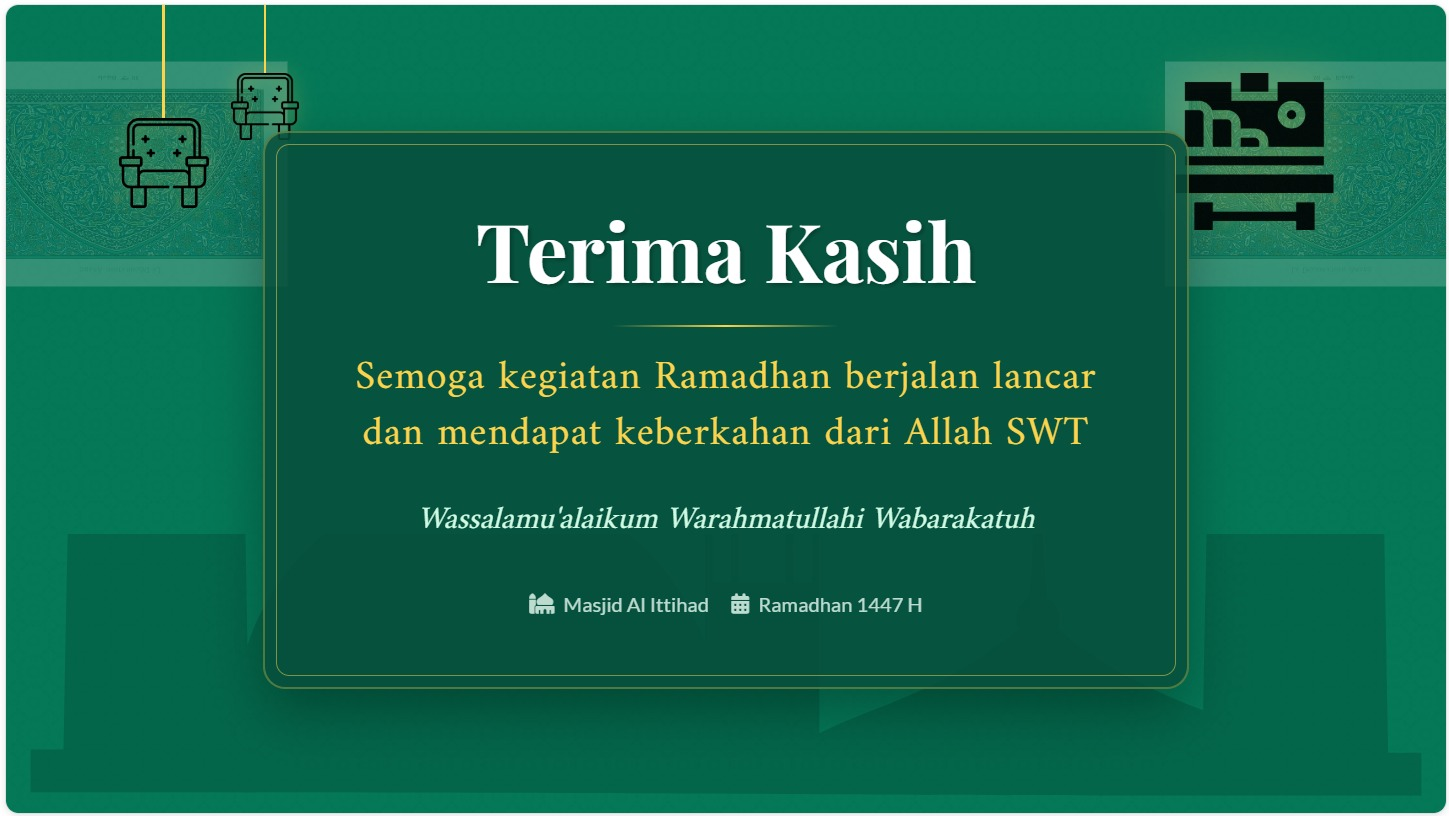 Terima Kasih
Semoga kegiatan Ramadhan berjalan lancar
dan mendapat keberkahan dari Allah SWT
Wassalamu'alaikum Warahmatullahi Wabarakatuh
Masjid Al Ittihad Ramadhan 1447 H